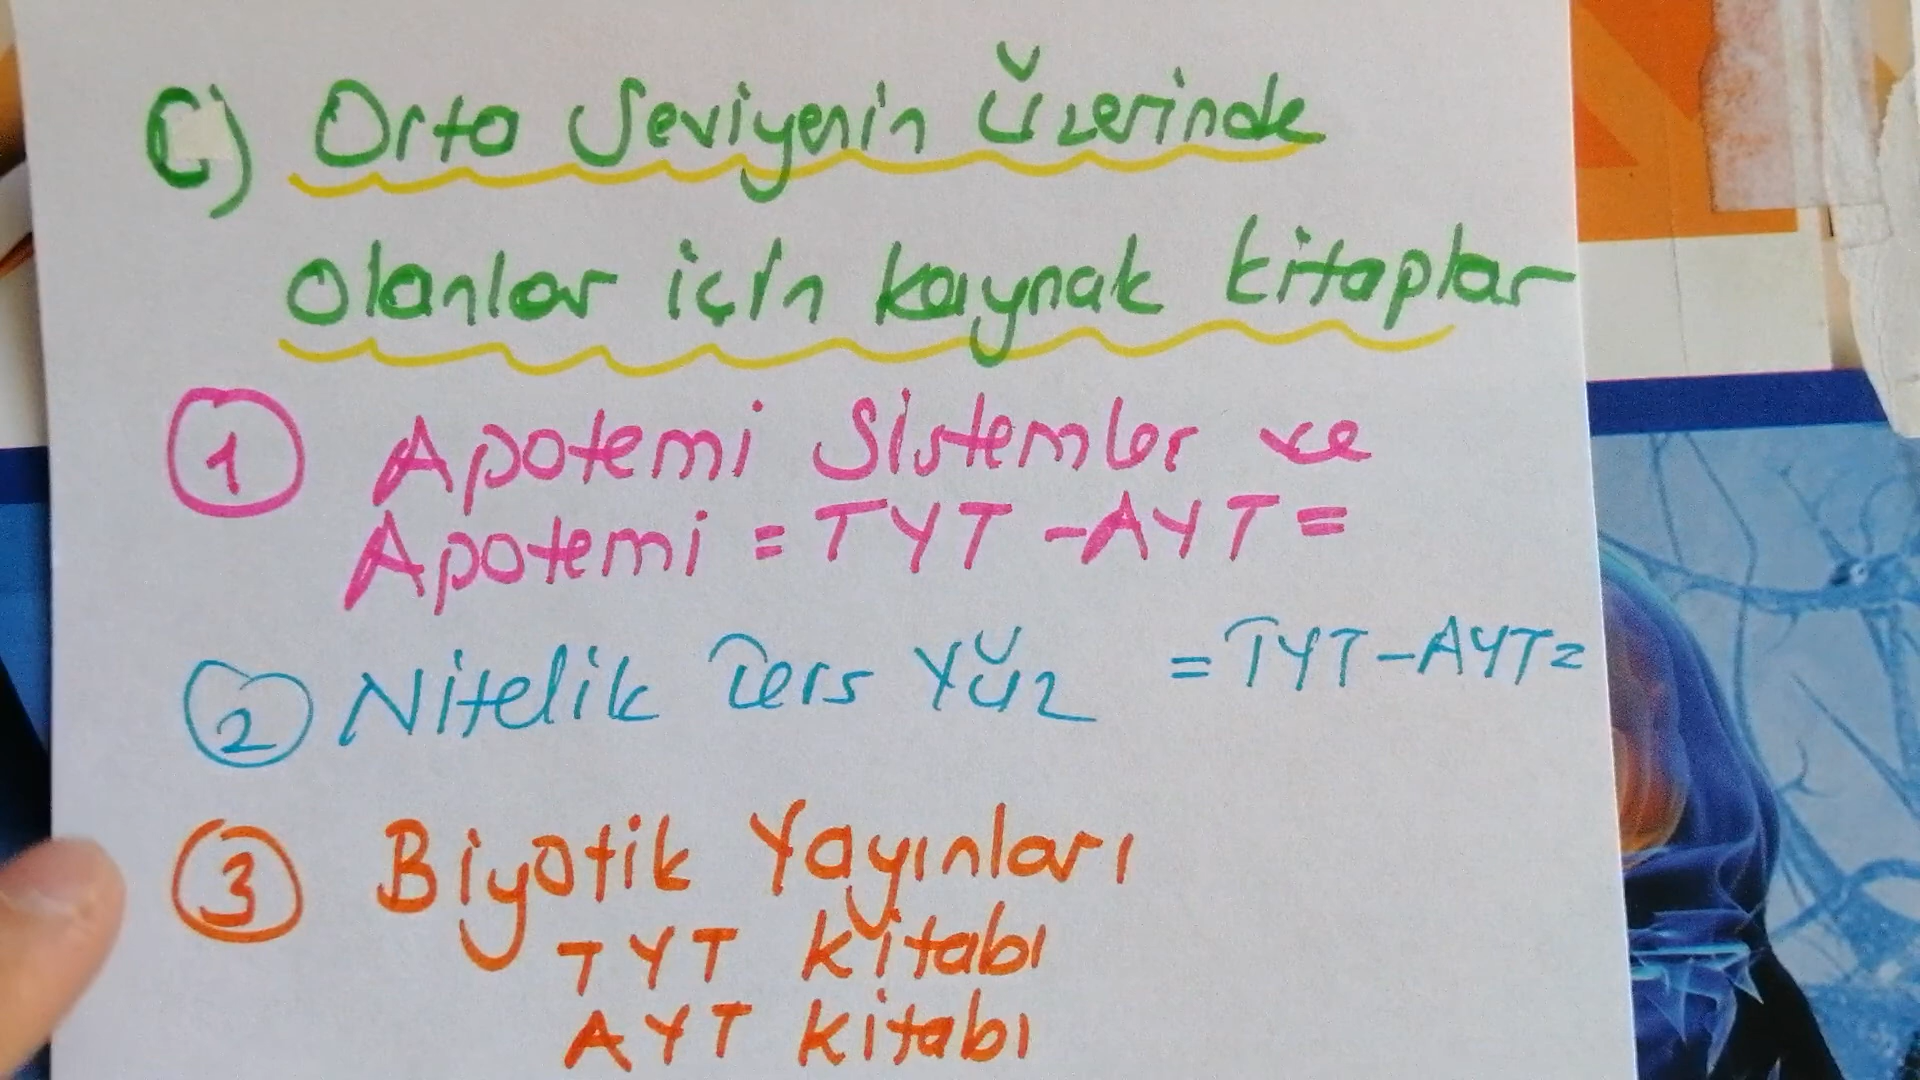 C) Orta Seviyenin üzerinde
olanlar için kaynak kitaplar
1 Apotemi Sistemler ve
Apotemi = TYT - AYT =
2 Nitelik Ters Yüz = TYT - AYT =
3 Biyotik Yayınları
TYT kitabı
AYT kitabı